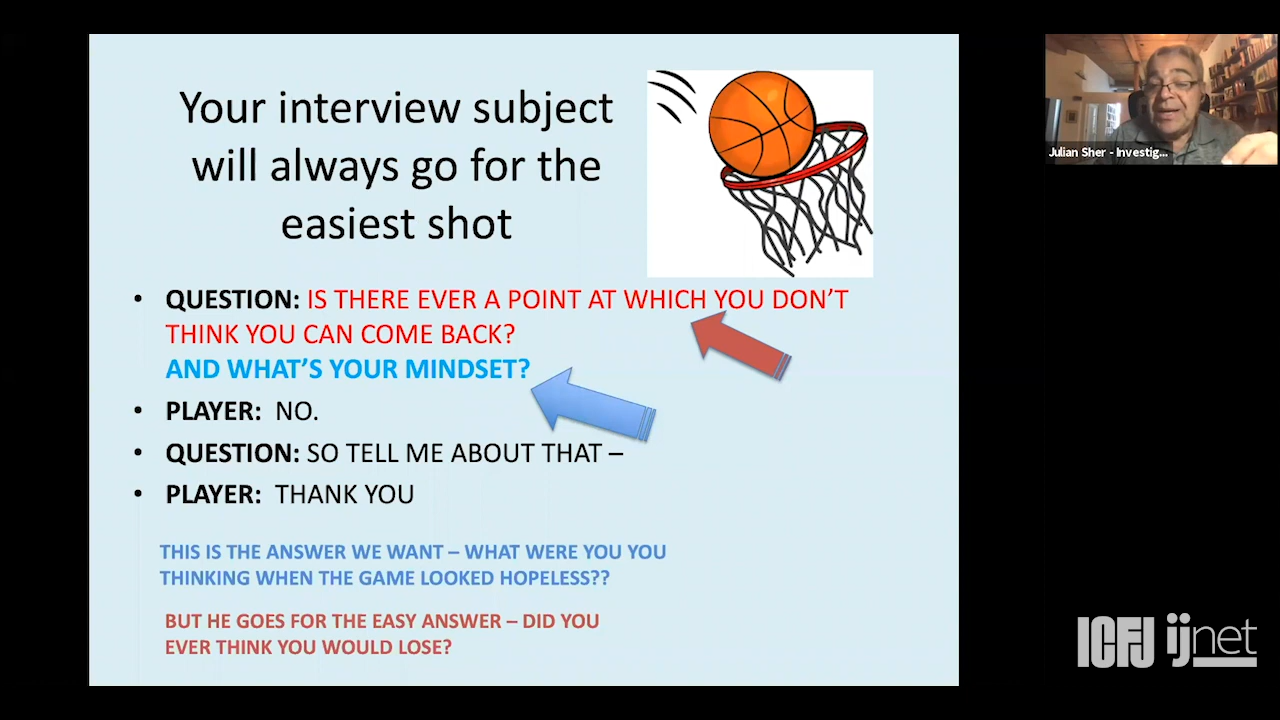 Your interview subject
will always go for the
easiest shot
• QUESTION: IS THERE EVER A POINT AT WHICH YOU DON'T
THINK YOU CAN COME BACK?
AND WHAT'S YOUR MINDSET?
• PLAYER: NO.
• QUESTION: SO TELL ME ABOUT THAT –
• PLAYER: THANK YOU
THIS IS THE ANSWER WE WANT – WHAT WERE YOU YOU
THINKING WHEN THE GAME LOOKED HOPELESS??
BUT HE GOES FOR THE EASY ANSWER – DID YOU
EVER THINK YOU WOULD LOSE?
Julian Sher - Investig...
ICFJ ijnet